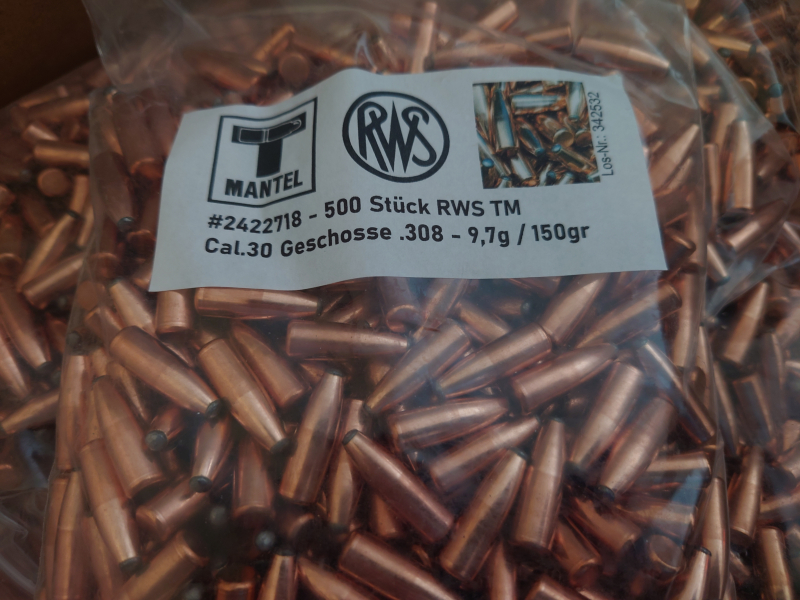 T
MANTEL
RWS
Los-Nr.: 342532
#2422718 - 500 Stück RWS TM
Cal.30 Geschosse .308 - 9,7g / 150gr